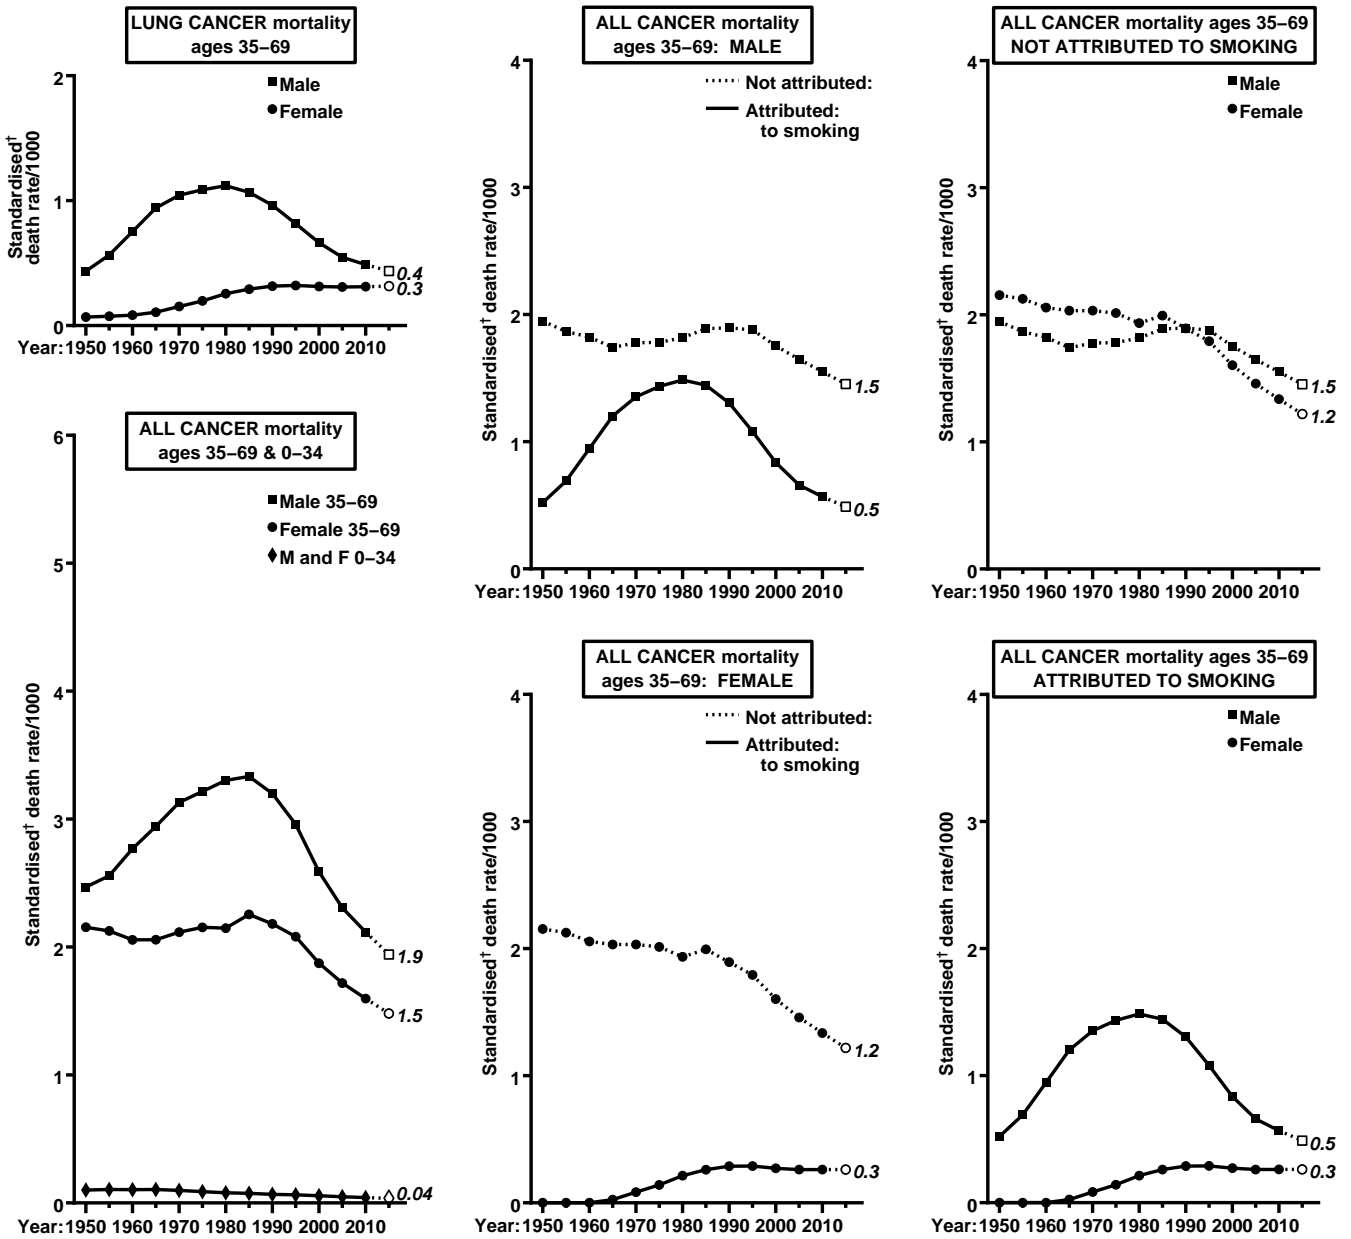 LUNG CANCER mortality
ages 35–69
Male
Female
Standardised†
death rate/1000
2
1
0
0.4
0.3
Year: 1950 1960 1970 1980 1990 2000 2010
ALL CANCER mortality
ages 35–69 & 0–34
Male 35–69
Female 35–69
M and F 0–34
Standardised† death rate/1000
6
5
4
3
2
1
0
1.9
1.5
0.04
Year: 1950 1960 1970 1980 1990 2000 2010
ALL CANCER mortality
ages 35–69: MALE
Not attributed:
Attributed:
to smoking
Standardised† death rate/1000
4
3
2
1
0
1.5
0.5
Year: 1950 1960 1970 1980 1990 2000 2010
ALL CANCER mortality
ages 35–69: FEMALE
Not attributed:
Attributed:
to smoking
Standardised† death rate/1000
4
3
2
1
0
1.2
0.3
Year: 1950 1960 1970 1980 1990 2000 2010
ALL CANCER mortality ages 35–69
NOT ATTRIBUTED TO SMOKING
Male
Female
Standardised† death rate/1000
4
3
2
1
0
1.5
1.2
Year: 1950 1960 1970 1980 1990 2000 2010
ALL CANCER mortality ages 35–69
ATTRIBUTED TO SMOKING
Male
Female
Standardised† death rate/1000
4
3
2
1
0
0.5
0.3
Year: 1950 1960 1970 1980 1990 2000 2010